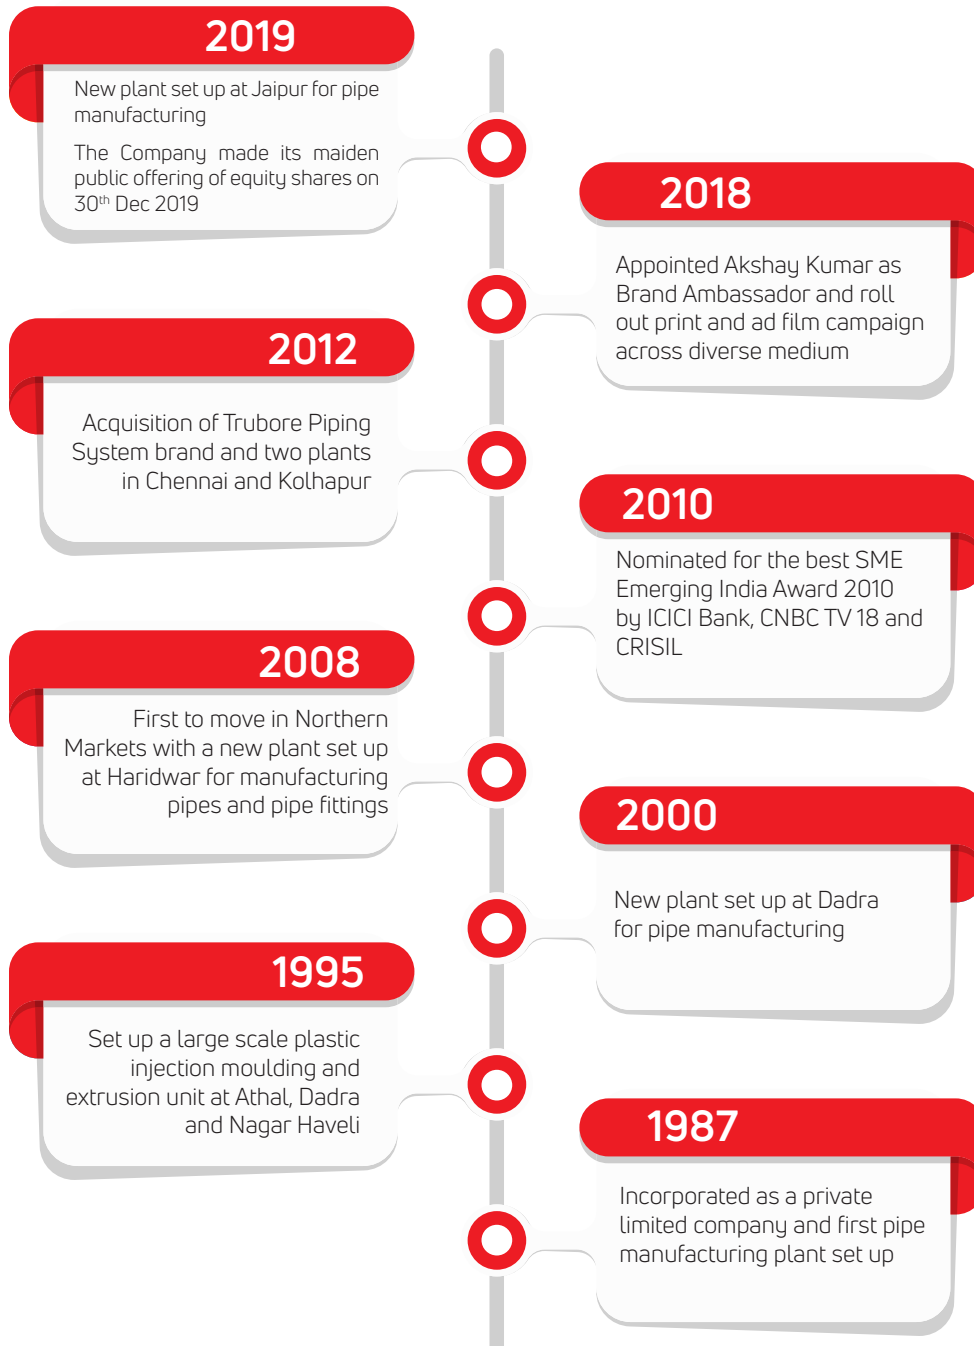 2019
New plant set up at Jaipur for pipe
manufacturing
The Company made its maiden
public offering of equity shares on
30th Dec 2019
2018
Appointed Akshay Kumar as
Brand Ambassador and roll
out print and ad film campaign
across diverse medium
2012
Acquisition of Trubore Piping
System brand and two plants
in Chennai and Kolhapur
2010
Nominated for the best SME
Emerging India Award 2010
by ICICI Bank, CNBC TV 18 and
CRISIL
2008
First to move in Northern
Markets with a new plant set up
at Haridwar for manufacturing
pipes and pipe fittings
2000
New plant set up at Dadra
for pipe manufacturing
1995
Set up a large scale plastic
injection moulding and
extrusion unit at Athal, Dadra
and Nagar Haveli
1987
Incorporated as a private
limited company and first pipe
manufacturing plant set up